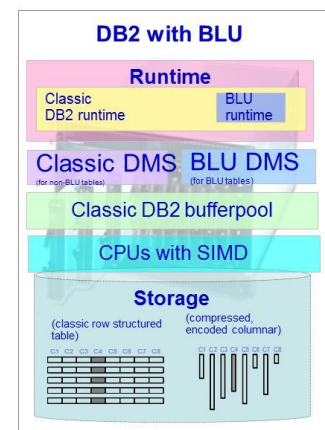 DB2 with BLU
Runtime
Classic
DB2 runtime
BLU
runtime
Classic DMS
(for non-BLU tables)
BLU DMS
(for BLU tables)
Classic DB2 bufferpool
CPUs with SIMD
Storage
(classic row structured
table)
(compressed,
encoded columnar)
C1 C2 C3 C4 C5 C6 C7 C8
C1 C2 C3 C4 C5 C6 C7 C8